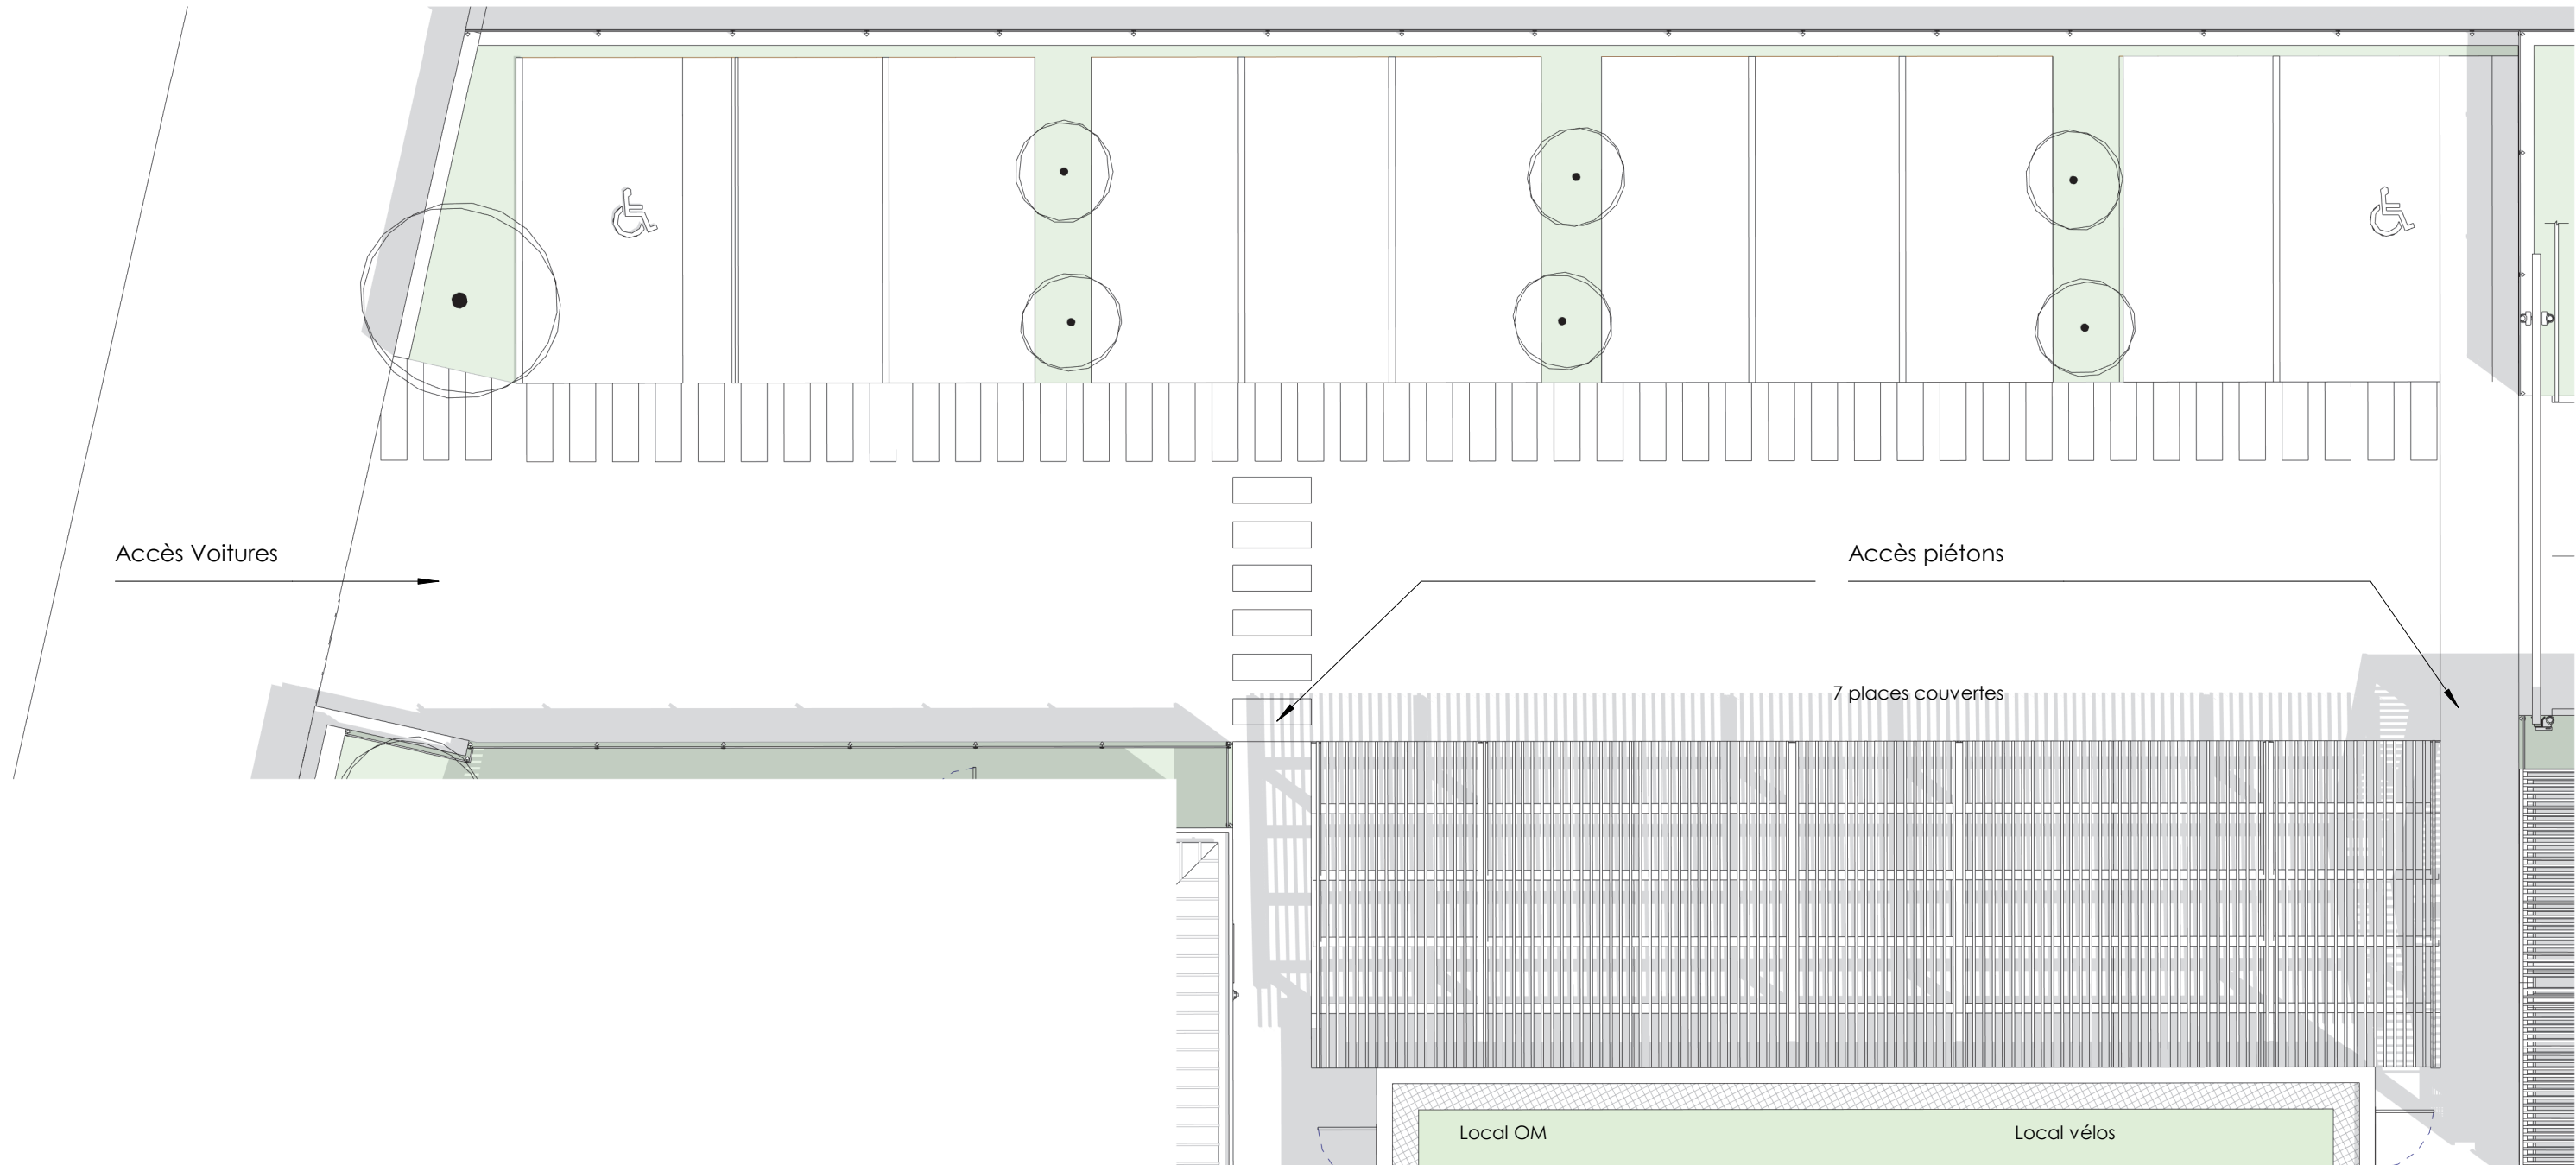 Accès Voitures
Accès piétons
7 places couvertes
Local OM
Local vélos